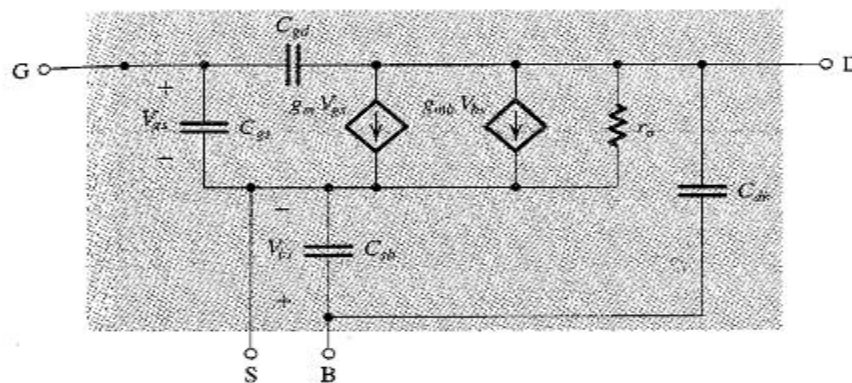 C_gd
G
D
+
g_m V_gs
g_mb V_bs
V_gs
C_gs
r_o
−
−
C_db
V_bs
C_sb
+
S B